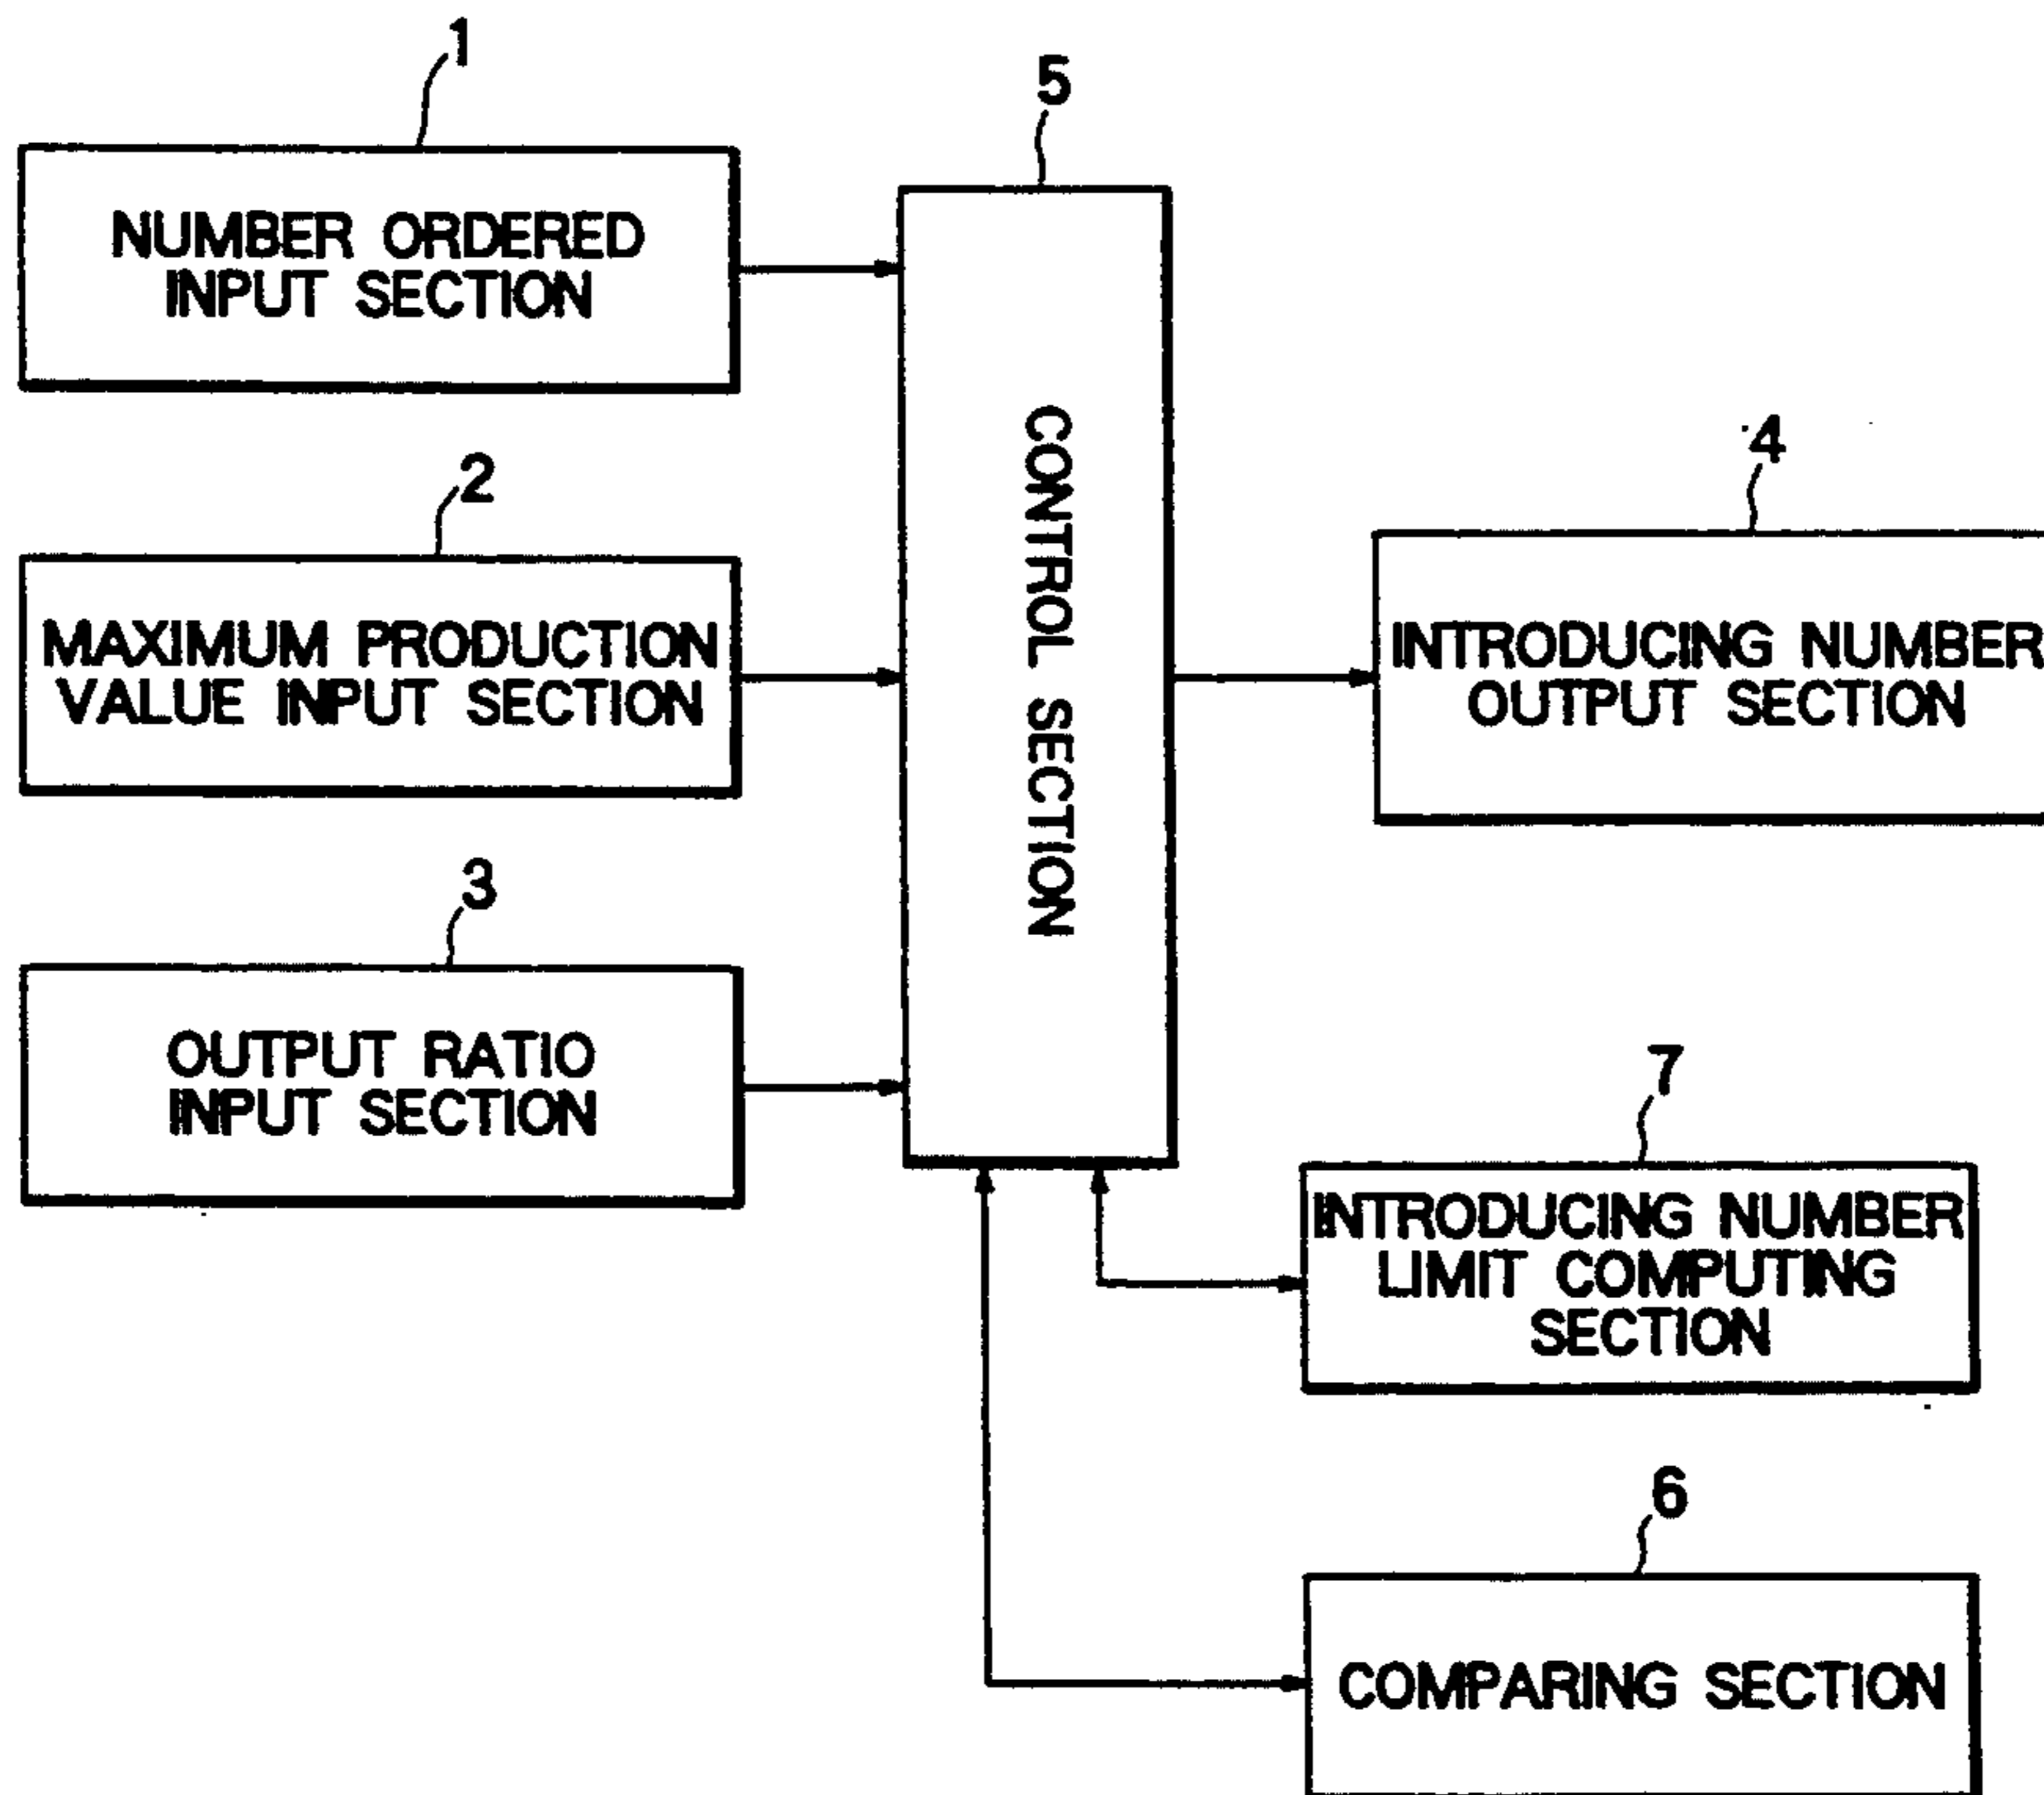 1
NUMBER ORDERED
INPUT SECTION
2
MAXIMUM PRODUCTION
VALUE INPUT SECTION
3
OUTPUT RATIO
INPUT SECTION
5
CONTROL SECTION
4
INTRODUCING NUMBER
OUTPUT SECTION
7
INTRODUCING NUMBER
LIMIT COMPUTING
SECTION
6
COMPARING SECTION